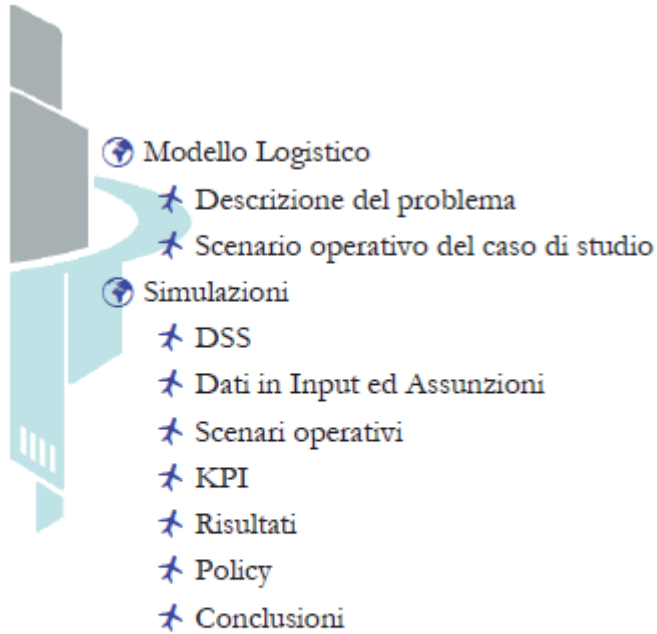 Modello Logistico
Descrizione del problema
Scenario operativo del caso di studio
Simulazioni
DSS
Dati in Input ed Assunzioni
Scenari operativi
KPI
Risultati
Policy
Conclusioni